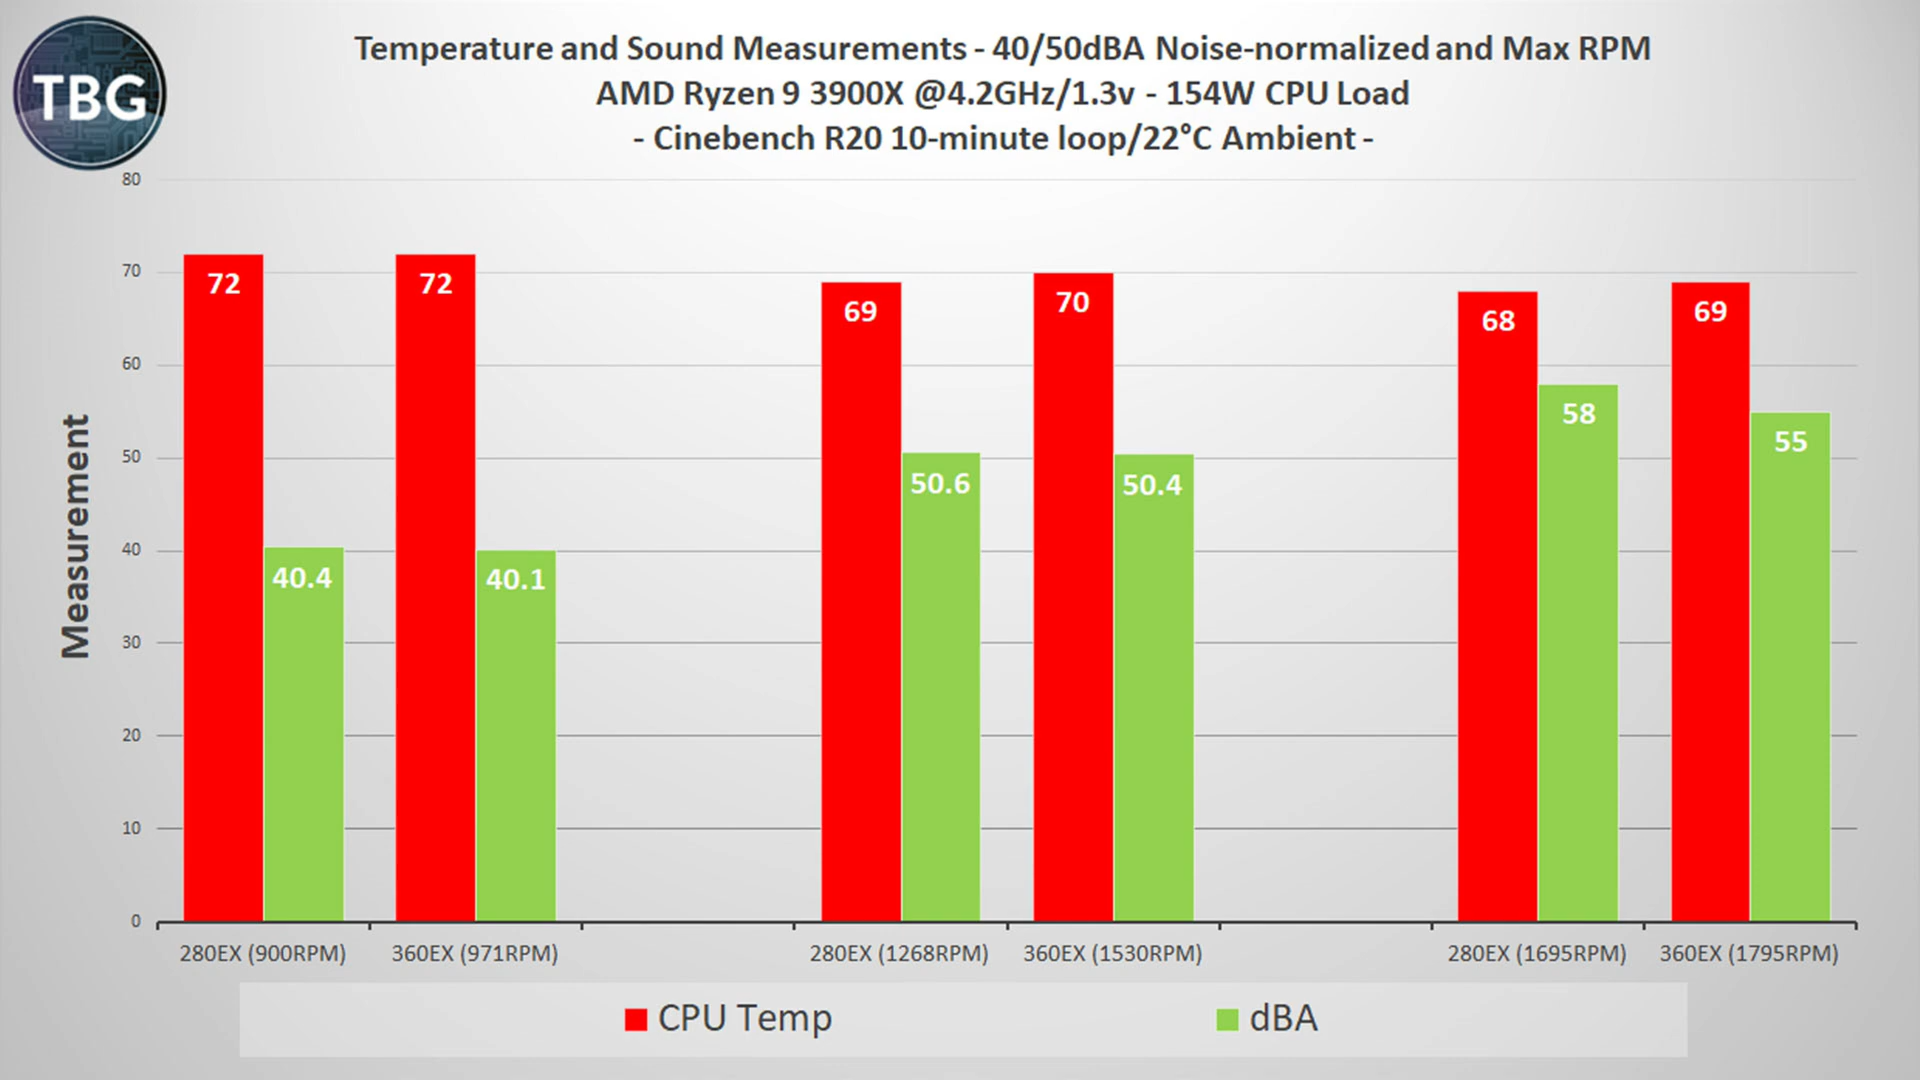 TBG
Temperature and Sound Measurements - 40/50dBA Noise-normalized and Max RPM
AMD Ryzen 9 3900X @4.2GHz/1.3v - 154W CPU Load
- Cinebench R20 10-minute loop/22°C Ambient -
Measurement
80
70
60
50
40
30
20
10
0
72
40.4
72
40.1
69
50.6
70
50.4
68
58
69
55
280EX (900RPM)
360EX (971RPM)
280EX (1268RPM)
360EX (1530RPM)
280EX (1695RPM)
360EX (1795RPM)
CPU Temp
dBA